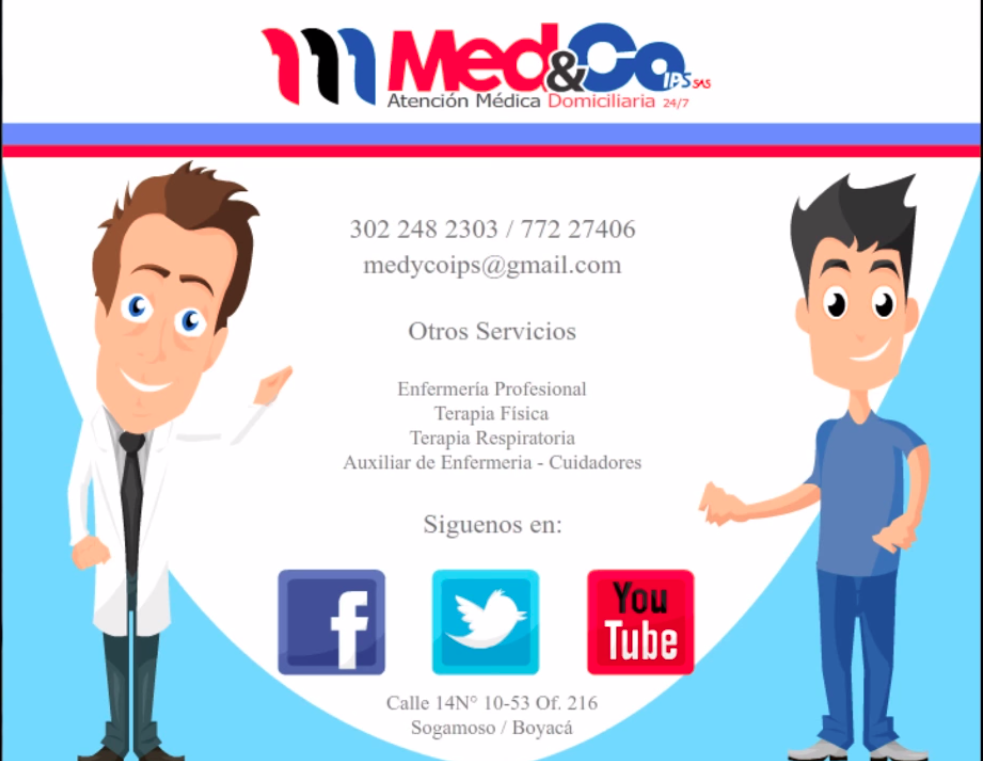 Med&Co IPS SAS
Atención Médica Domiciliaria 24/7
302 248 2303 / 772 27406
medycoips@gmail.com
Otros Servicios
Enfermería Profesional
Terapia Física
Terapia Respiratoria
Auxiliar de Enfermeria - Cuidadores
Siguenos en:
f
You
Tube
Calle 14N° 10-53 Of. 216
Sogamoso / Boyacá